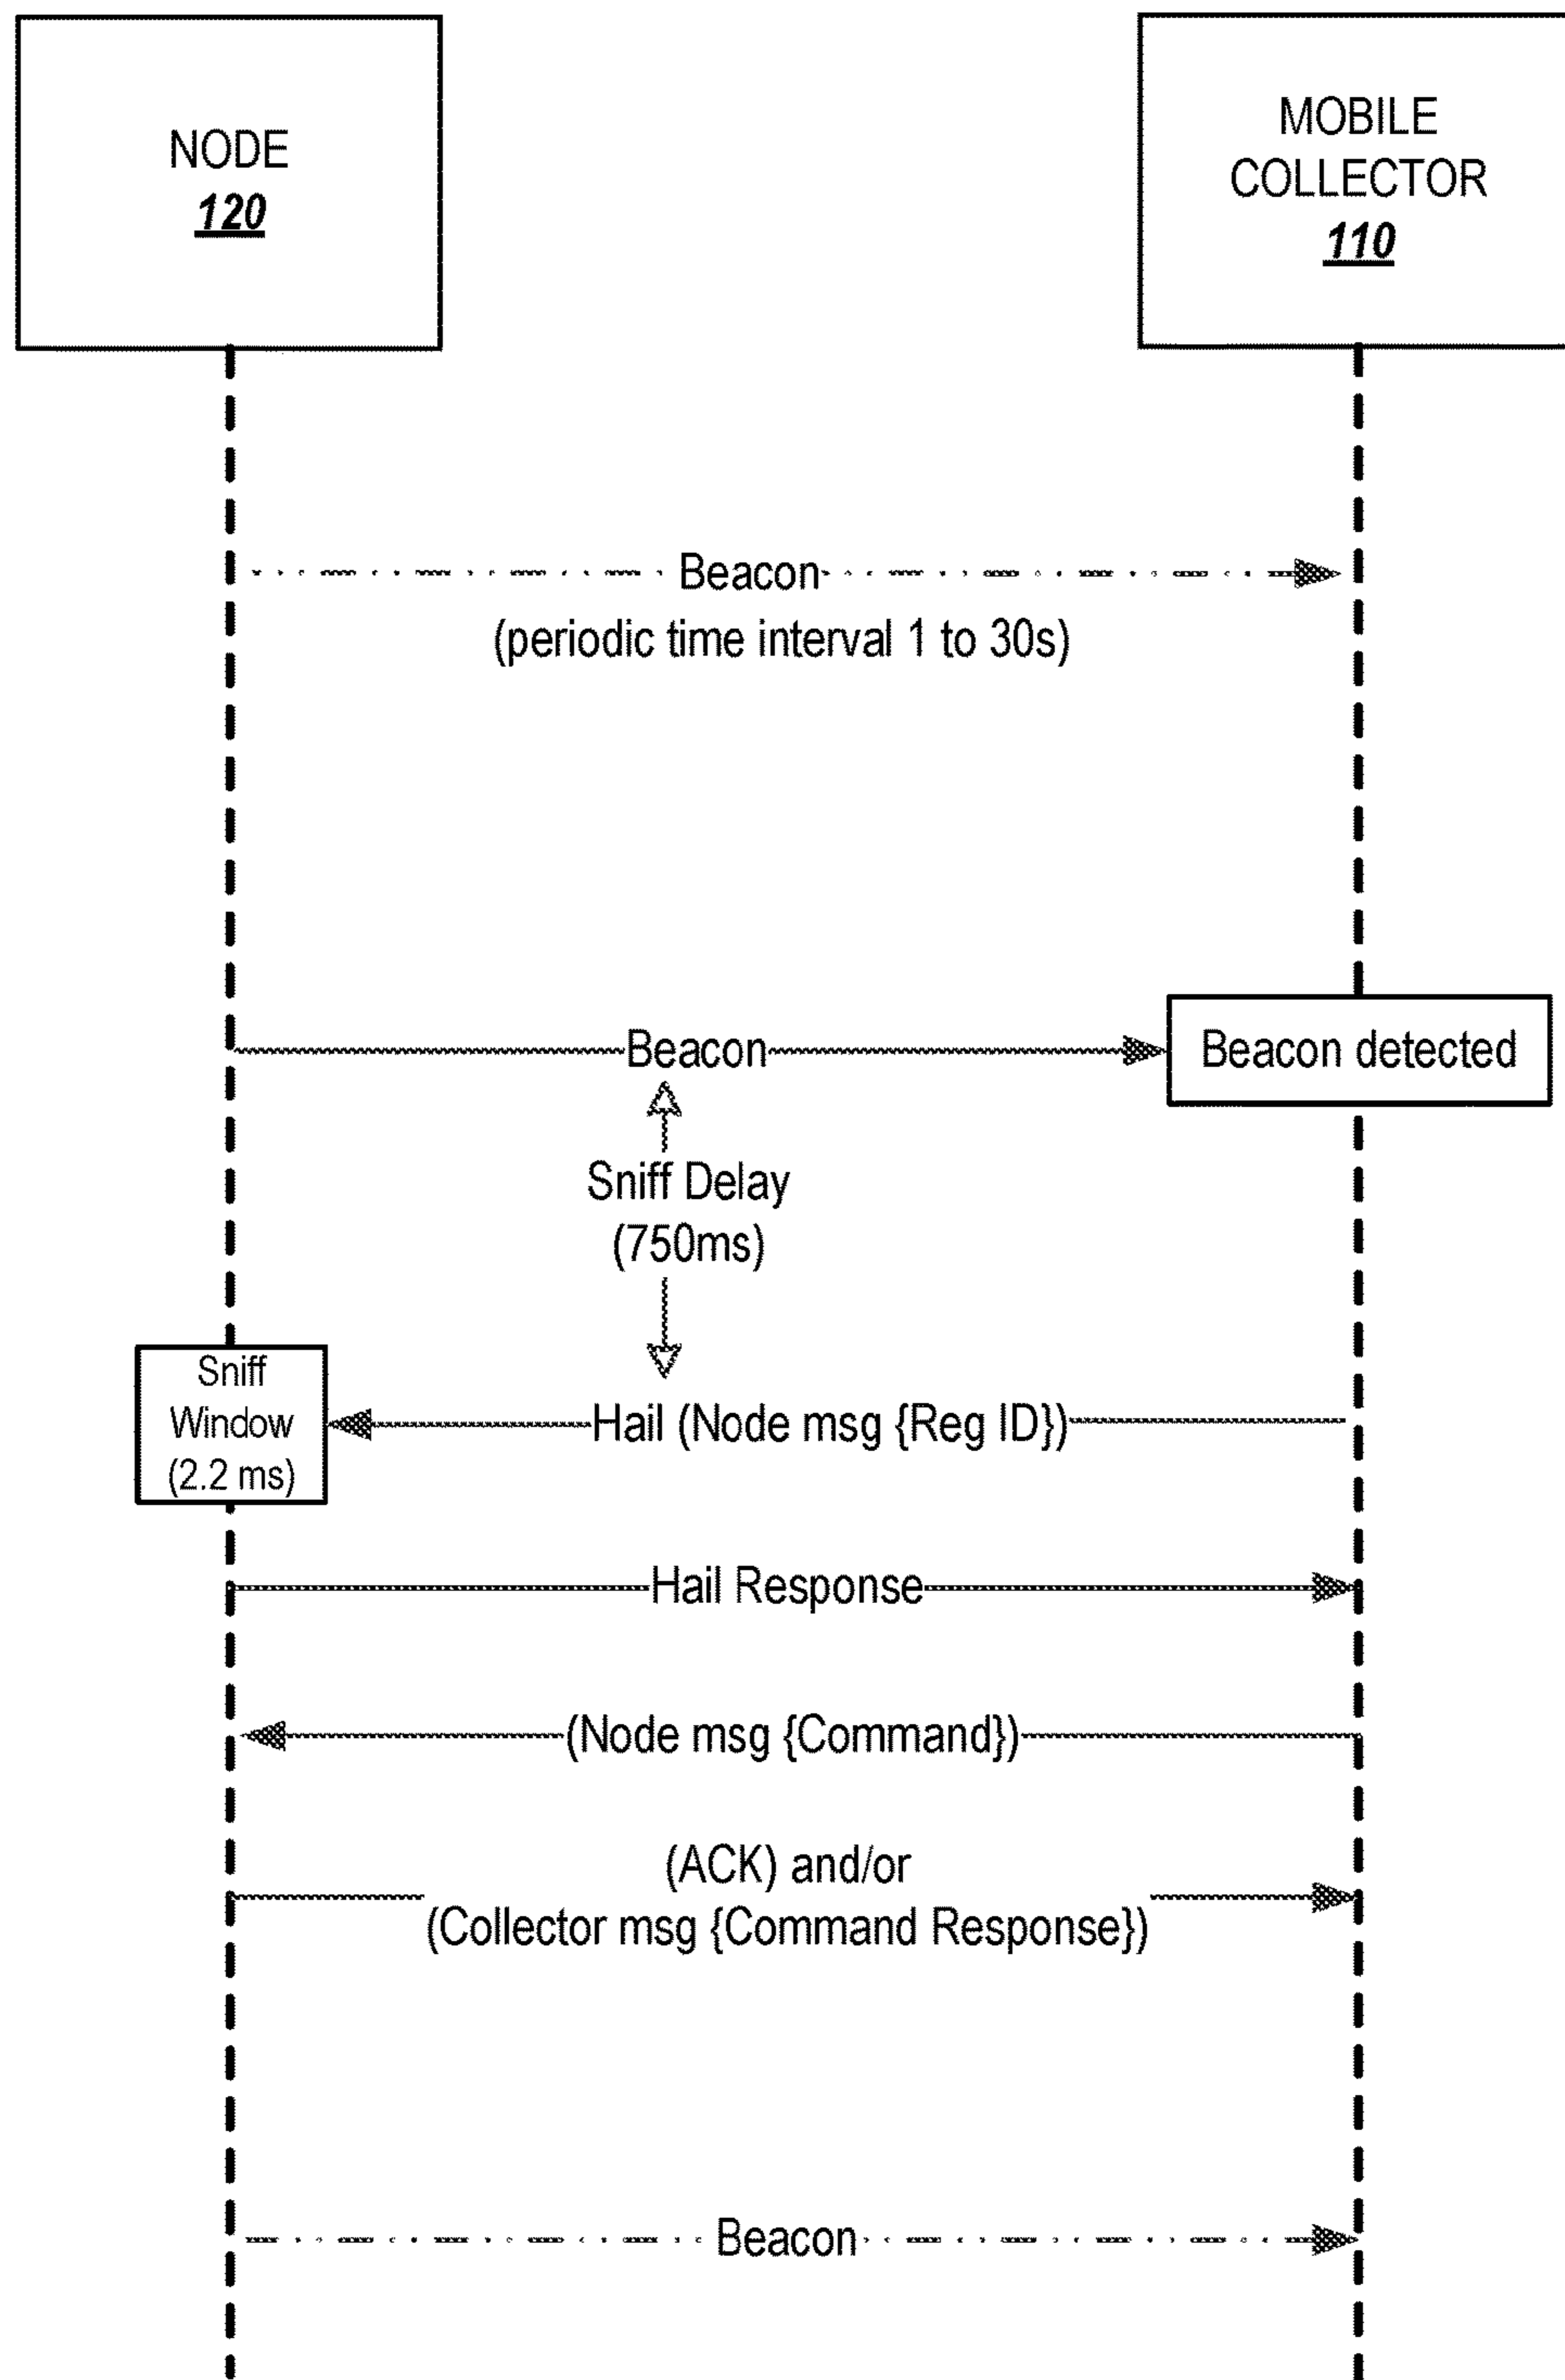 NODE
120
MOBILE
COLLECTOR
110
Beacon
(periodic time interval 1 to 30s)
Beacon
Beacon detected
Sniff Delay
(750ms)
Sniff
Window
(2.2 ms)
Hail (Node msg {Reg ID})
Hail Response
(Node msg {Command})
(ACK) and/or
(Collector msg {Command Response})
Beacon